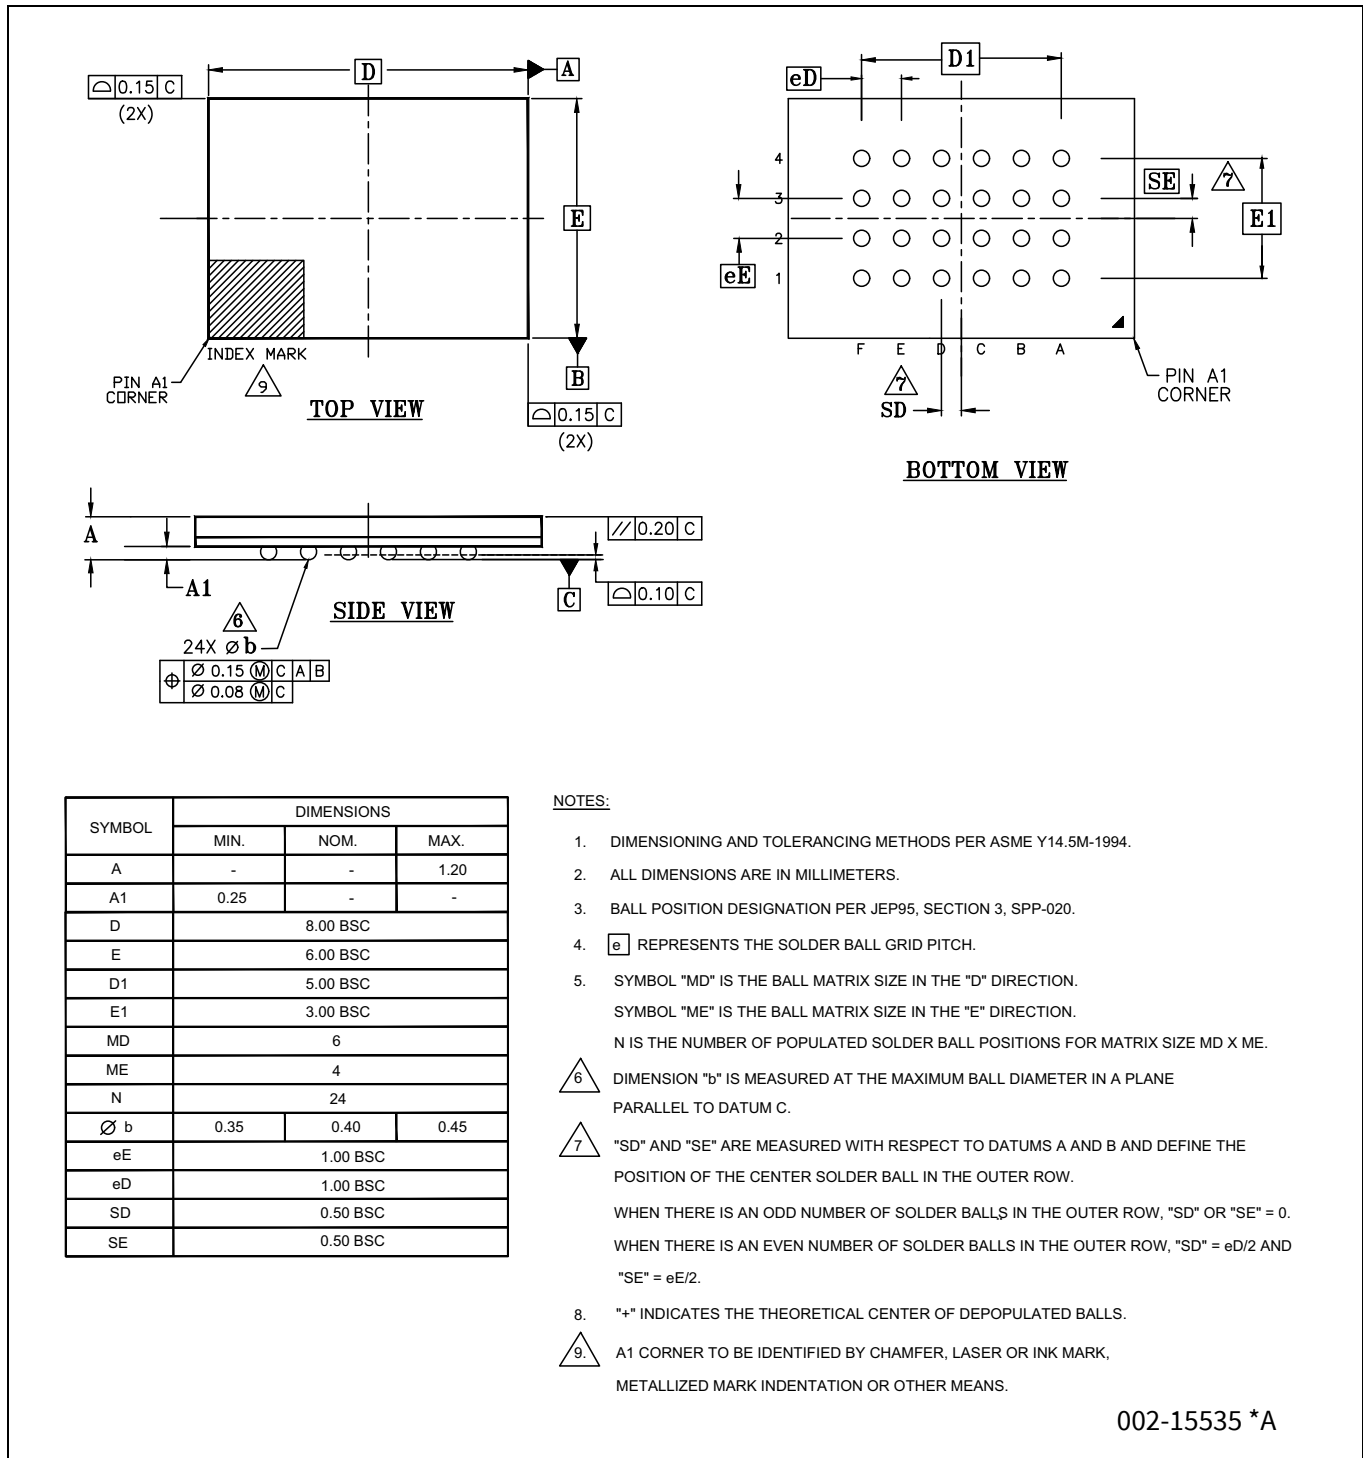 D
A
⌓ 0.15 C
(2X)
E
INDEX MARK
9
PIN A1
CORNER
B
⌓ 0.15 C
(2X)
TOP VIEW
D1
eD
4
3
2
1
SE
7
E1
eE
F E D C B A
7
SD
PIN A1
CORNER
BOTTOM VIEW
A
A1
// 0.20 C
C
⌓ 0.10 C
SIDE VIEW
6
24X Ø b
⌖ Ø 0.15 Ⓜ C A B
Ø 0.08 Ⓜ C
SYMBOL DIMENSIONS
MIN. NOM. MAX.
A - - 1.20
A1 0.25 - -
D 8.00 BSC
E 6.00 BSC
D1 5.00 BSC
E1 3.00 BSC
MD 6
ME 4
N 24
Ø b 0.35 0.40 0.45
eE 1.00 BSC
eD 1.00 BSC
SD 0.50 BSC
SE 0.50 BSC
NOTES:
1. DIMENSIONING AND TOLERANCING METHODS PER ASME Y14.5M-1994.
2. ALL DIMENSIONS ARE IN MILLIMETERS.
3. BALL POSITION DESIGNATION PER JEP95, SECTION 3, SPP-020.
4. e REPRESENTS THE SOLDER BALL GRID PITCH.
5. SYMBOL "MD" IS THE BALL MATRIX SIZE IN THE "D" DIRECTION.
SYMBOL "ME" IS THE BALL MATRIX SIZE IN THE "E" DIRECTION.
N IS THE NUMBER OF POPULATED SOLDER BALL POSITIONS FOR MATRIX SIZE MD X ME.
6 DIMENSION "b" IS MEASURED AT THE MAXIMUM BALL DIAMETER IN A PLANE
PARALLEL TO DATUM C.
7 "SD" AND "SE" ARE MEASURED WITH RESPECT TO DATUMS A AND B AND DEFINE THE
POSITION OF THE CENTER SOLDER BALL IN THE OUTER ROW.
WHEN THERE IS AN ODD NUMBER OF SOLDER BALLS IN THE OUTER ROW, "SD" OR "SE" = 0.
WHEN THERE IS AN EVEN NUMBER OF SOLDER BALLS IN THE OUTER ROW, "SD" = eD/2 AND
"SE" = eE/2.
8. "+" INDICATES THE THEORETICAL CENTER OF DEPOPULATED BALLS.
9. A1 CORNER TO BE IDENTIFIED BY CHAMFER, LASER OR INK MARK,
METALLIZED MARK INDENTATION OR OTHER MEANS.
002-15535 *A